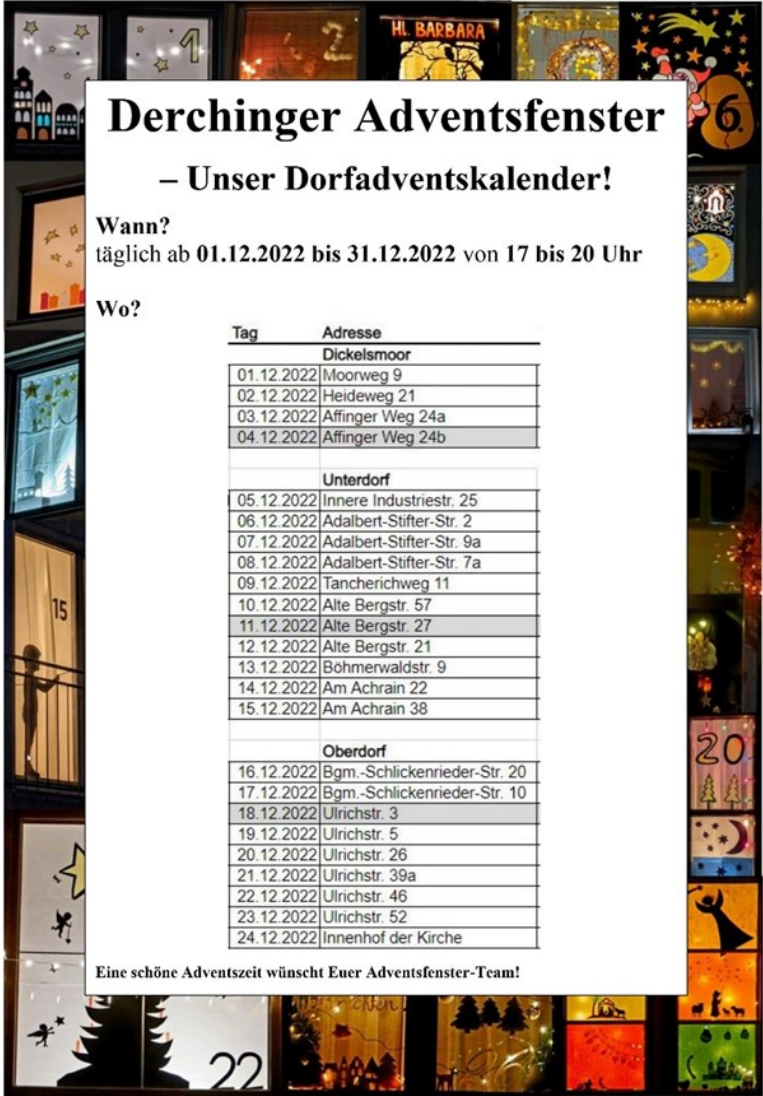 1
2
HL. BARBARA
6.
Derchinger Adventsfenster
– Unser Dorfadventskalender!
Wann?
täglich ab 01.12.2022 bis 31.12.2022 von 17 bis 20 Uhr
Wo?
Tag Adresse
Dickelsmoor
01.12.2022 Moorweg 9
02.12.2022 Heideweg 21
03.12.2022 Affinger Weg 24a
04.12.2022 Affinger Weg 24b
Unterdorf
05.12.2022 Innere Industriestr. 25
06.12.2022 Adalbert-Stifter-Str. 2
07.12.2022 Adalbert-Stifter-Str. 9a
08.12.2022 Adalbert-Stifter-Str. 7a
09.12.2022 Tancherichweg 11
10.12.2022 Alte Bergstr. 57
11.12.2022 Alte Bergstr. 27
12.12.2022 Alte Bergstr. 21
13.12.2022 Böhmerwaldstr. 9
14.12.2022 Am Achrain 22
15.12.2022 Am Achrain 38
Oberdorf
16.12.2022 Bgm.-Schlickenrieder-Str. 20
17.12.2022 Bgm.-Schlickenrieder-Str. 10
18.12.2022 Ulrichstr. 3
19.12.2022 Ulrichstr. 5
20.12.2022 Ulrichstr. 26
21.12.2022 Ulrichstr. 39a
22.12.2022 Ulrichstr. 46
23.12.2022 Ulrichstr. 52
24.12.2022 Innenhof der Kirche
Eine schöne Adventszeit wünscht Euer Adventsfenster-Team!
15
20
22